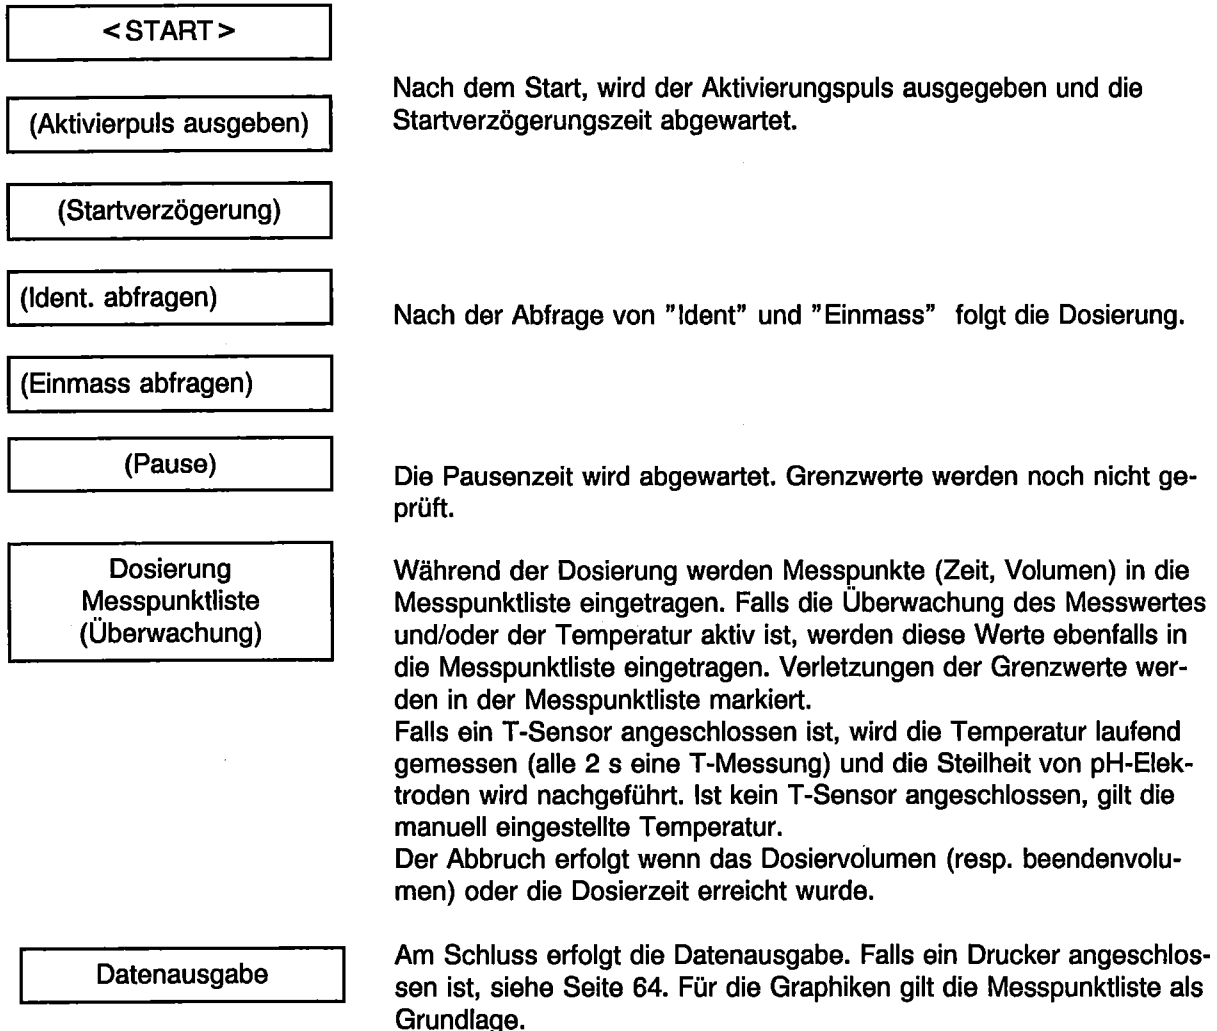 <START>
(Aktivierpuls ausgeben)
Nach dem Start, wird der Aktivierungspuls ausgegeben und die
Startverzögerungszeit abgewartet.
(Startverzögerung)
(Ident. abfragen)
Nach der Abfrage von "Ident" und "Einmass" folgt die Dosierung.
(Einmass abfragen)
(Pause)
Die Pausenzeit wird abgewartet. Grenzwerte werden noch nicht ge-
prüft.
Dosierung
Messpunktliste
(Überwachung)
Während der Dosierung werden Messpunkte (Zeit, Volumen) in die
Messpunktliste eingetragen. Falls die Überwachung des Messwertes
und/oder der Temperatur aktiv ist, werden diese Werte ebenfalls in
die Messpunktliste eingetragen. Verletzungen der Grenzwerte wer-
den in der Messpunktliste markiert.
Falls ein T-Sensor angeschlossen ist, wird die Temperatur laufend
gemessen (alle 2 s eine T-Messung) und die Steilheit von pH-Elek-
troden wird nachgeführt. Ist kein T-Sensor angeschlossen, gilt die
manuell eingestellte Temperatur.
Der Abbruch erfolgt wenn das Dosiervolumen (resp. beendenvolu-
men) oder die Dosierzeit erreicht wurde.
Datenausgabe
Am Schluss erfolgt die Datenausgabe. Falls ein Drucker angeschlos-
sen ist, siehe Seite 64. Für die Graphiken gilt die Messpunktliste als
Grundlage.